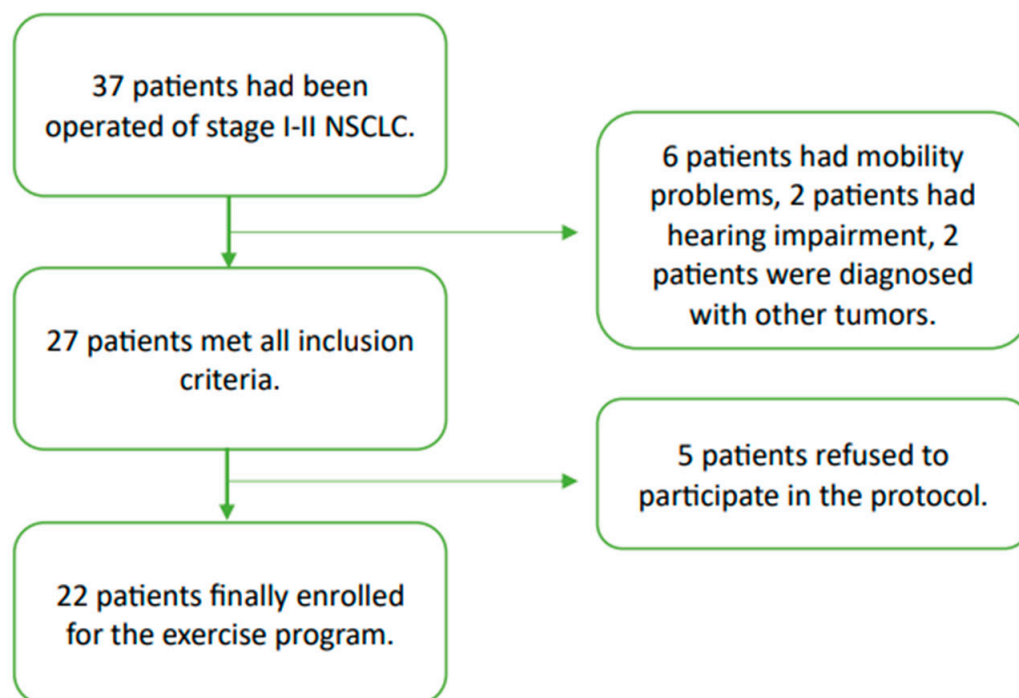 37 patients had been
operated of stage I-II NSCLC.
6 patients had mobility
problems, 2 patients had
hearing impairment, 2
patients were diagnosed
with other tumors.
27 patients met all inclusion
criteria.
5 patients refused to
participate in the protocol.
22 patients finally enrolled
for the exercise program.